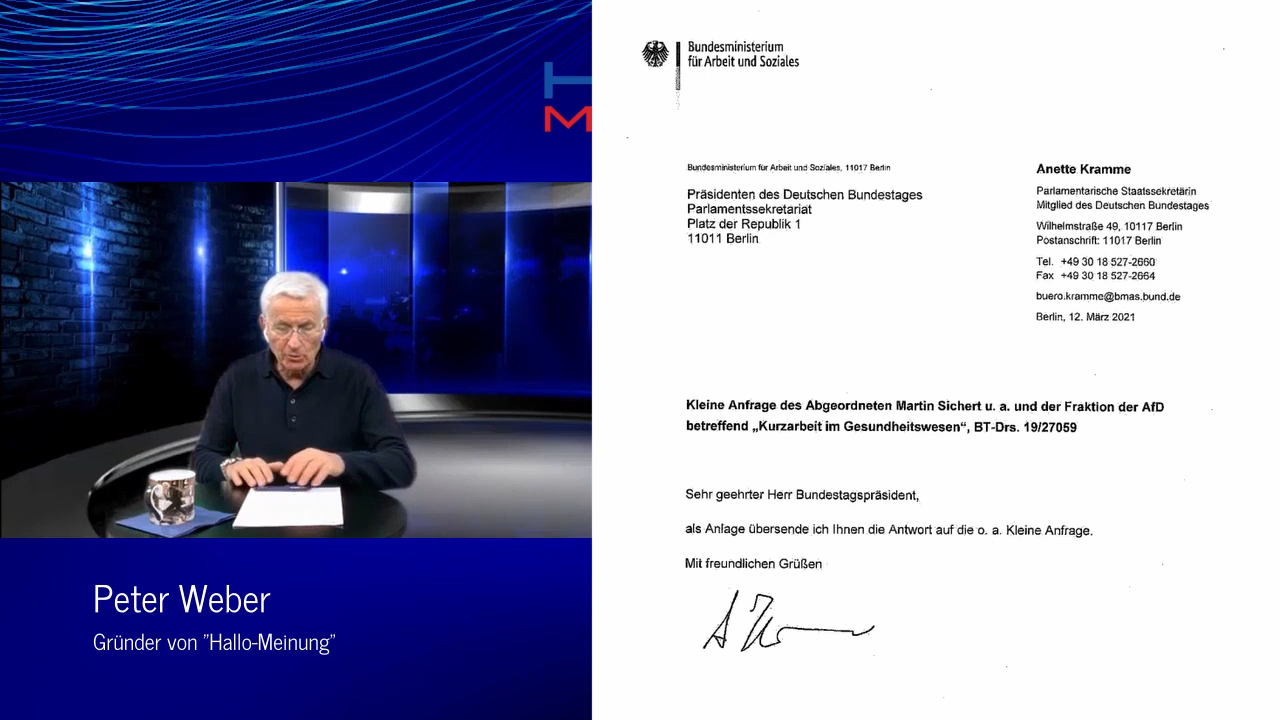 H
M
Peter Weber
Gründer von "Hallo-Meinung"
Bundesministerium
für Arbeit und Soziales
Bundesministerium für Arbeit und Soziales, 11017 Berlin
Präsidenten des Deutschen Bundestages
Parlamentssekretariat
Platz der Republik 1
11011 Berlin
Anette Kramme
Parlamentarische Staatssekretärin
Mitglied des Deutschen Bundestages
Wilhelmstraße 49, 10117 Berlin
Postanschrift: 11017 Berlin
Tel. +49 30 18 527-2660
Fax +49 30 18 527-2664
buero.kramme@bmas.bund.de
Berlin, 12. März 2021
Kleine Anfrage des Abgeordneten Martin Sichert u. a. und der Fraktion der AfD
betreffend „Kurzarbeit im Gesundheitswesen“, BT-Drs. 19/27059
Sehr geehrter Herr Bundestagspräsident,
als Anlage übersende ich Ihnen die Antwort auf die o. a. Kleine Anfrage.
Mit freundlichen Grüßen